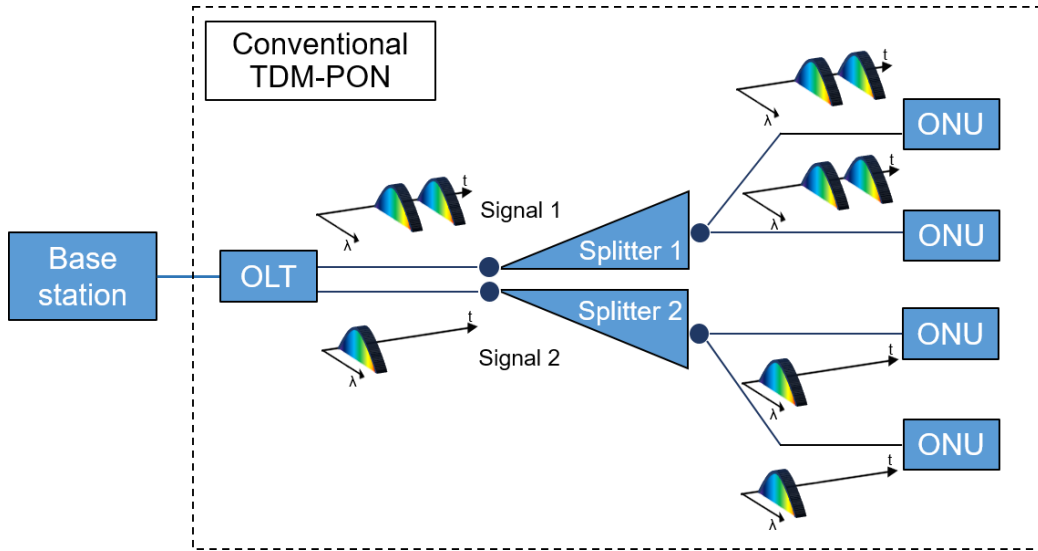 Conventional
TDM-PON
t
λ
ONU
t
λ
ONU
t
λ
Signal 1
Splitter 1
Base
station
OLT
Splitter 2
t
λ
Signal 2
ONU
t
λ
ONU
t
λ